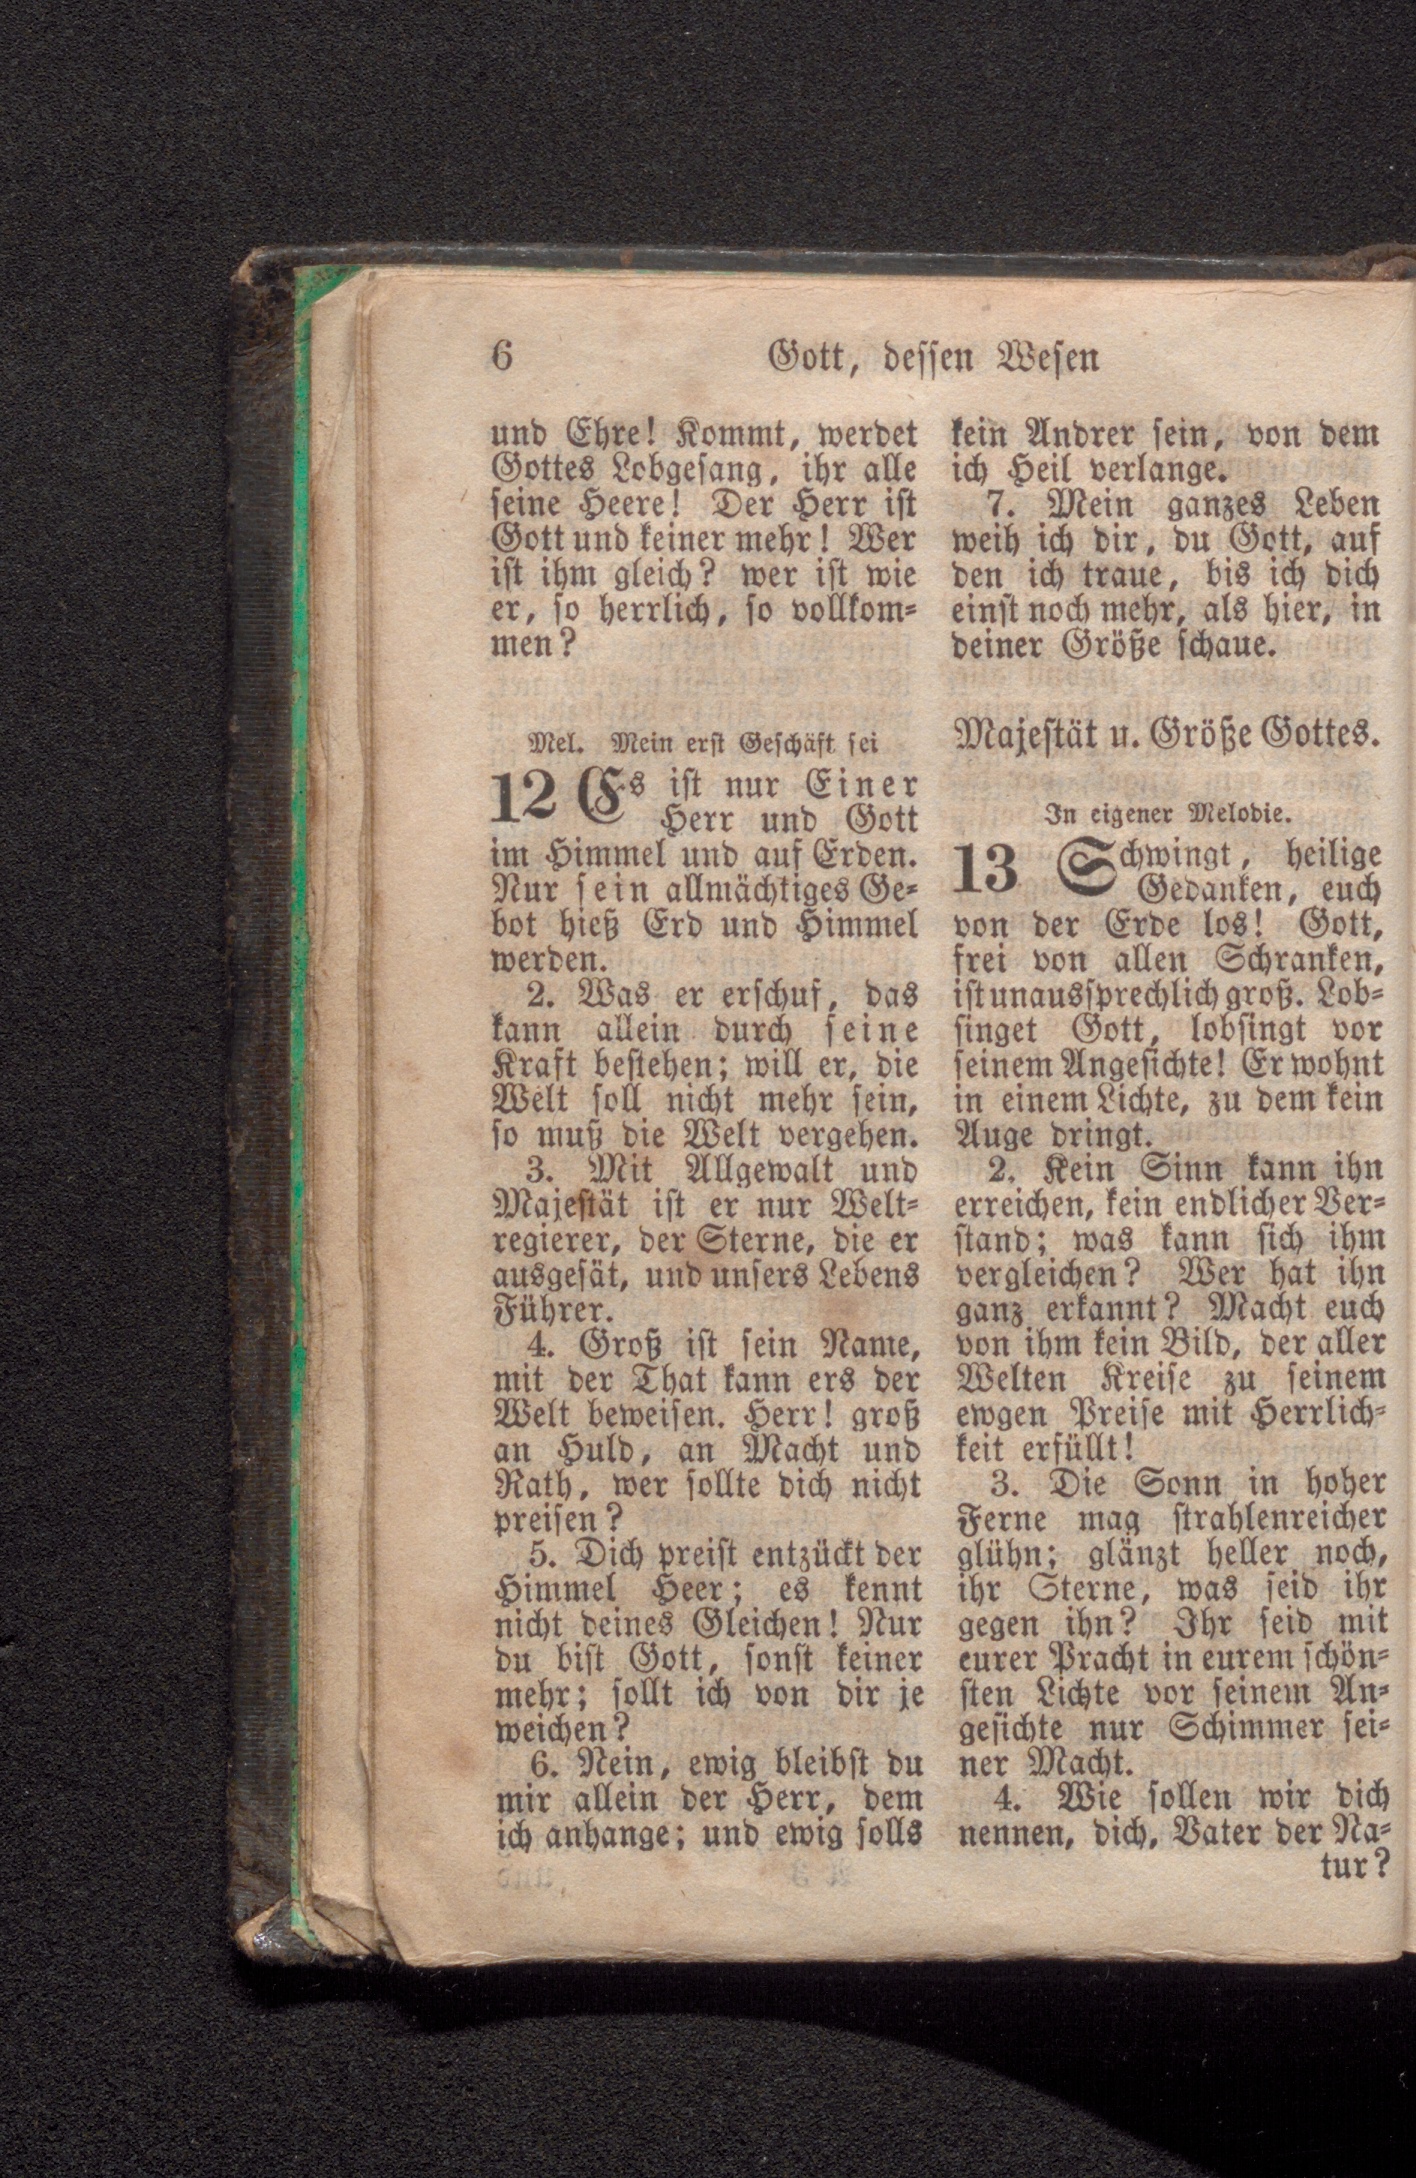 6
Gott, dessen Wesen
und Ehre! Kommt, werdet
Gottes Lobgesang, ihr alle
seine Heere! Der Herr ist
Gott und keiner mehr! Wer
ist ihm gleich? wer ist wie
er, so herrlich, so vollkom-
men?
Mel. Mein erst Geschäft sei
12 Es ist nur Einer
Herr und Gott
im Himmel und auf Erden.
Nur sein allmächtiges Ge-
bot hieß Erd und Himmel
werden.
2. Was er erschuf, das
kann allein durch seine
Kraft bestehen; will er, die
Welt soll nicht mehr sein,
so muß die Welt vergehen.
3. Mit Allgewalt und
Majestät ist er nur Welt-
regierer, der Sterne, die er
ausgesät, und unsers Lebens
Führer.
4. Groß ist sein Name,
mit der That kann ers der
Welt beweisen. Herr! groß
an Huld, an Macht und
Rath, wer sollte dich nicht
preisen?
5. Dich preist entzückt der
Himmel Heer; es kennt
nicht deines Gleichen! Nur
du bist Gott, sonst keiner
mehr; sollt ich von dir je
weichen?
6. Nein, ewig bleibst du
mir allein der Herr, dem
ich anhange; und ewig solls
kein Andrer sein, von dem
ich Heil verlange.
7. Mein ganzes Leben
weih ich dir, du Gott, auf
den ich traue, bis ich dich
einst noch mehr, als hier, in
deiner Größe schaue.
Majestät u. Größe Gottes.
In eigener Melodie.
13 Schwingt, heilige
Gedanken, euch
von der Erde los! Gott,
frei von allen Schranken,
ist unaussprechlich groß. Lob-
singet Gott, lobsingt vor
seinem Angesichte! Er wohnt
in einem Lichte, zu dem kein
Auge dringt.
2. Kein Sinn kann ihn
erreichen, kein endlicher Ver-
stand; was kann sich ihm
vergleichen? Wer hat ihn
ganz erkannt? Macht euch
von ihm kein Bild, der aller
Welten Kreise zu seinem
ewgen Preise mit Herrlich-
keit erfüllt!
3. Die Sonn in hoher
Ferne mag strahlenreicher
glühn; glänzt heller noch,
ihr Sterne, was seid ihr
gegen ihn? Ihr seid mit
eurer Pracht in eurem schön-
sten Lichte vor seinem An-
gesichte nur Schimmer sei-
ner Macht.
4. Wie sollen wir dich
nennen, dich, Vater der Na-
tur?